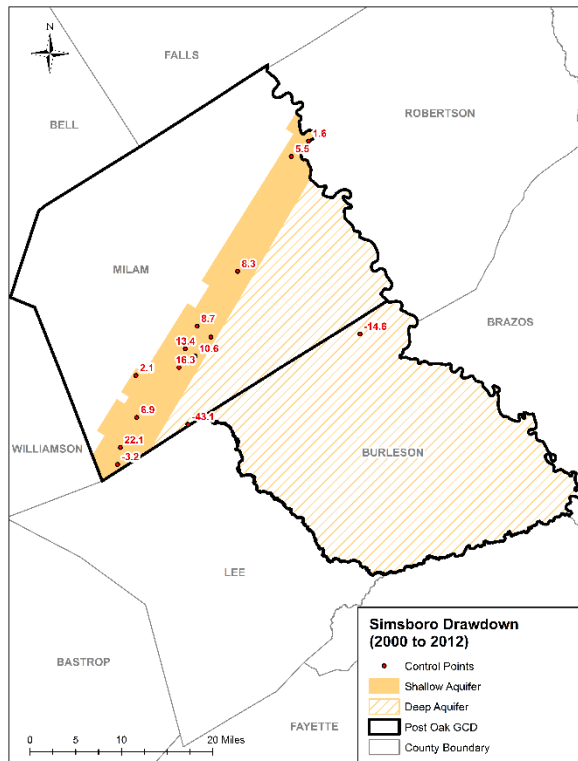 N
FALLS
BELL
ROBERTSON
1.6
5.5
MILAM
8.3
8.7
BRAZOS
-14.6
13.4
10.6
16.3
2.1
6.9
-43.1
WILLIAMSON
22.1
BURLESON
-3.2
LEE
BASTROP
FAYETTE
Simsboro Drawdown
(2000 to 2012)
Control Points
Shallow Aquifer
Deep Aquifer
Post Oak GCD
County Boundary
0 5 10 20 Miles